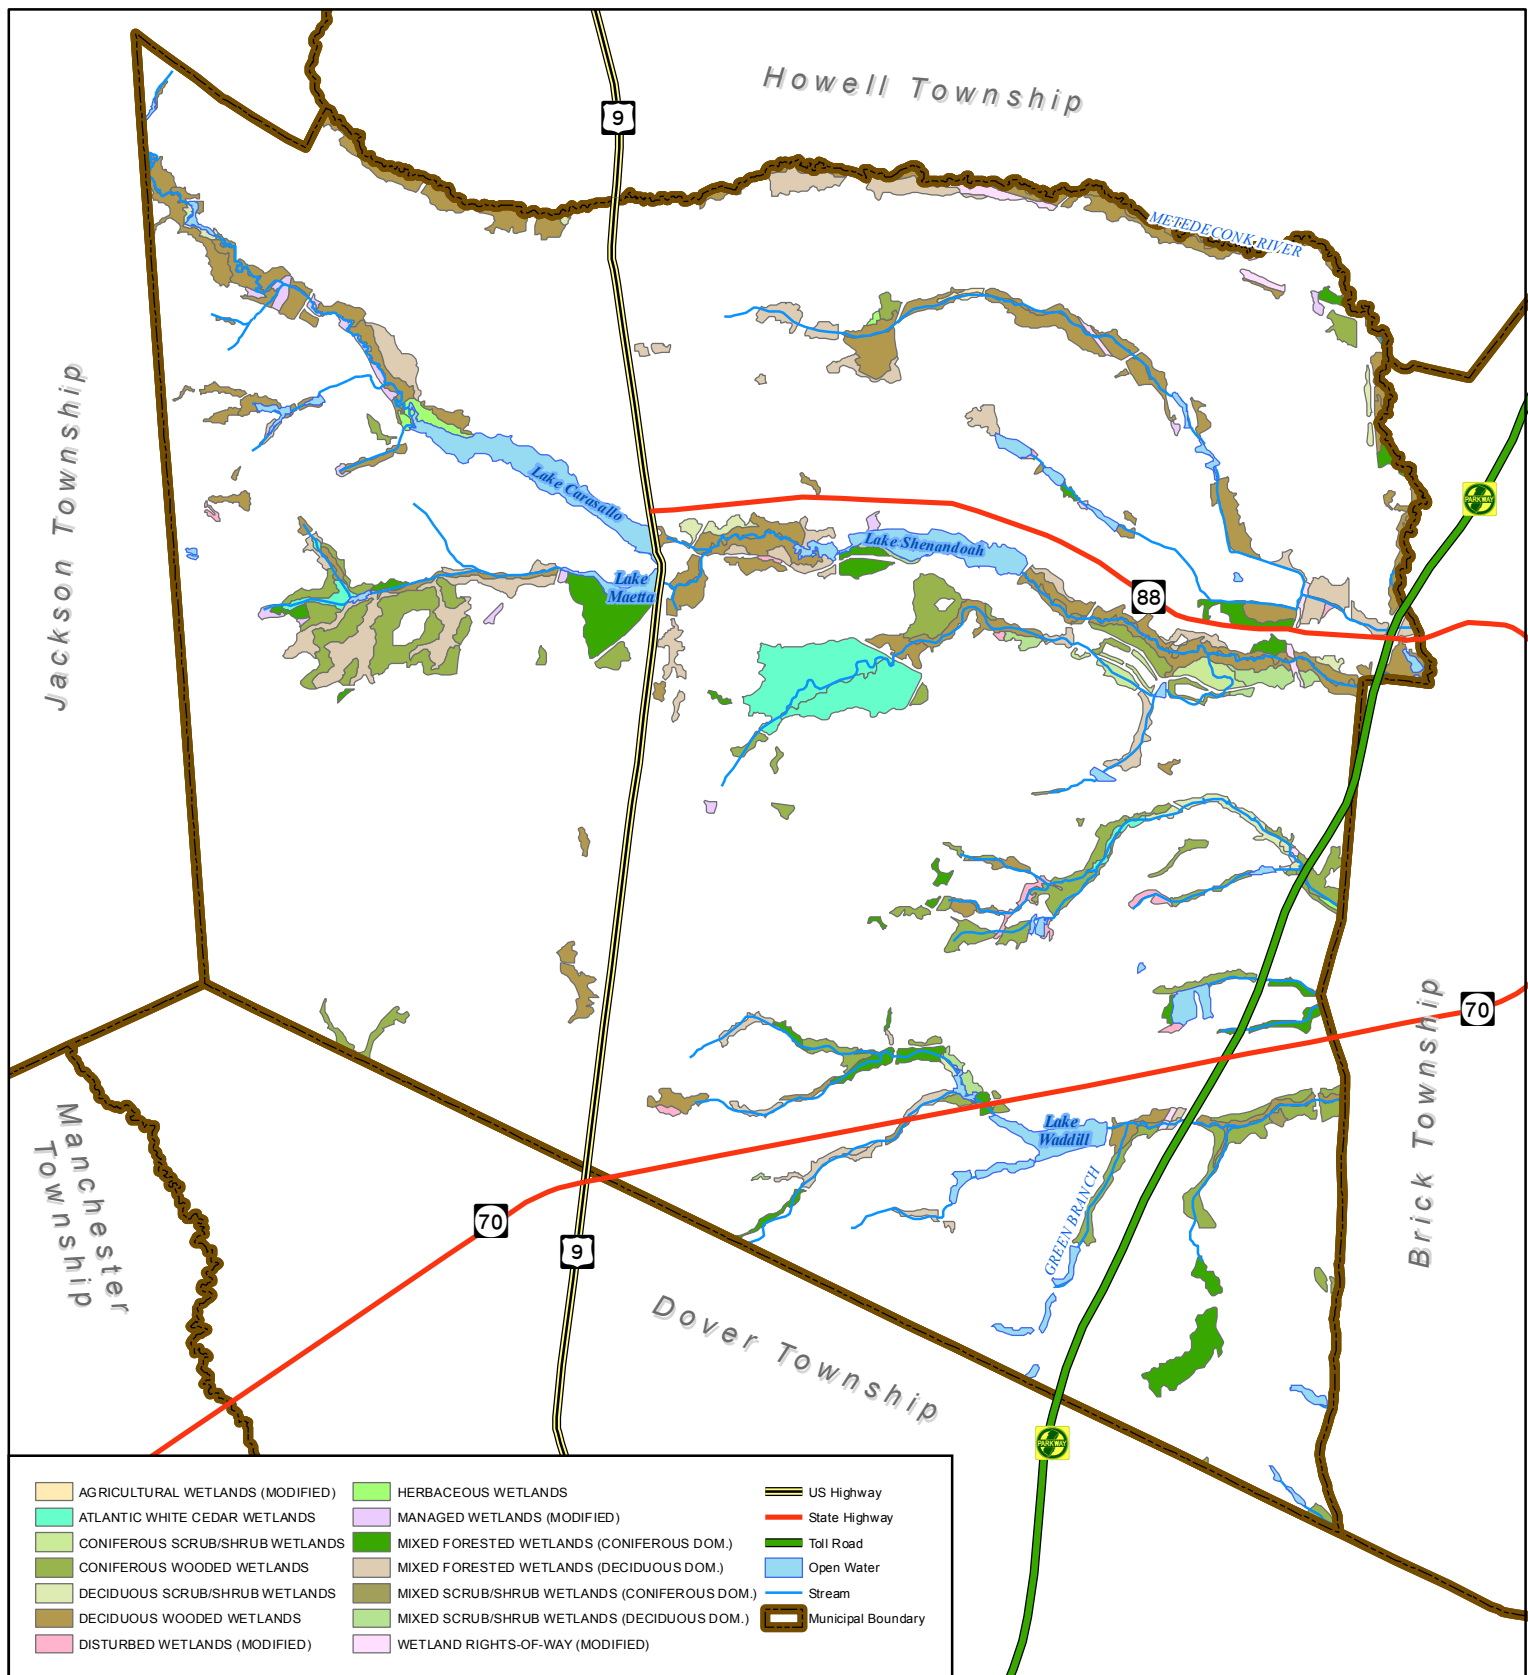 Howell Township
9
METEDECONK RIVER
Jackson Township
Lake Carasallo
PARKWAY
Lake Shenandoah
Lake
Maetta
88
70
Brick Township
Manchester
Township
Lake
Waddill
GREEN BRANCH
70
9
Dover Township
PARKWAY
AGRICULTURAL WETLANDS (MODIFIED)
ATLANTIC WHITE CEDAR WETLANDS
CONIFEROUS SCRUB/SHRUB WETLANDS
CONIFEROUS WOODED WETLANDS
DECIDUOUS SCRUB/SHRUB WETLANDS
DECIDUOUS WOODED WETLANDS
DISTURBED WETLANDS (MODIFIED)
HERBACEOUS WETLANDS
MANAGED WETLANDS (MODIFIED)
MIXED FORESTED WETLANDS (CONIFEROUS DOM.)
MIXED FORESTED WETLANDS (DECIDUOUS DOM.)
MIXED SCRUB/SHRUB WETLANDS (CONIFEROUS DOM.)
MIXED SCRUB/SHRUB WETLANDS (DECIDUOUS DOM.)
WETLAND RIGHTS-OF-WAY (MODIFIED)
US Highway
State Highway
Toll Road
Open Water
Stream
Municipal Boundary